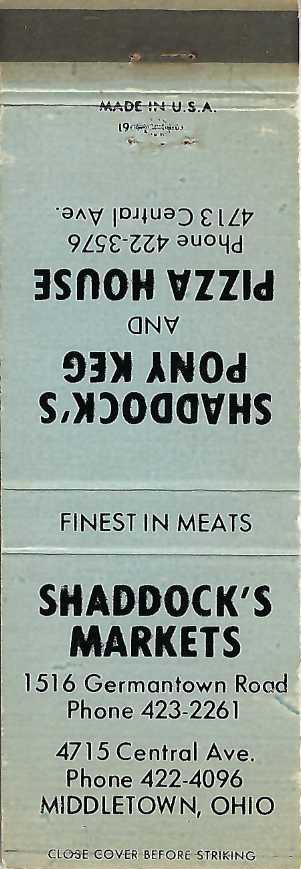 MADE IN U.S.A.
SHADDOCK'S
PONY KEG
AND
PIZZA HOUSE
Phone 422-3576
4713 Central Ave.
FINEST IN MEATS
SHADDOCK'S
MARKETS
1516 Germantown Road
Phone 423-2261
4715 Central Ave.
Phone 422-4096
MIDDLETOWN, OHIO
CLOSE COVER BEFORE STRIKING